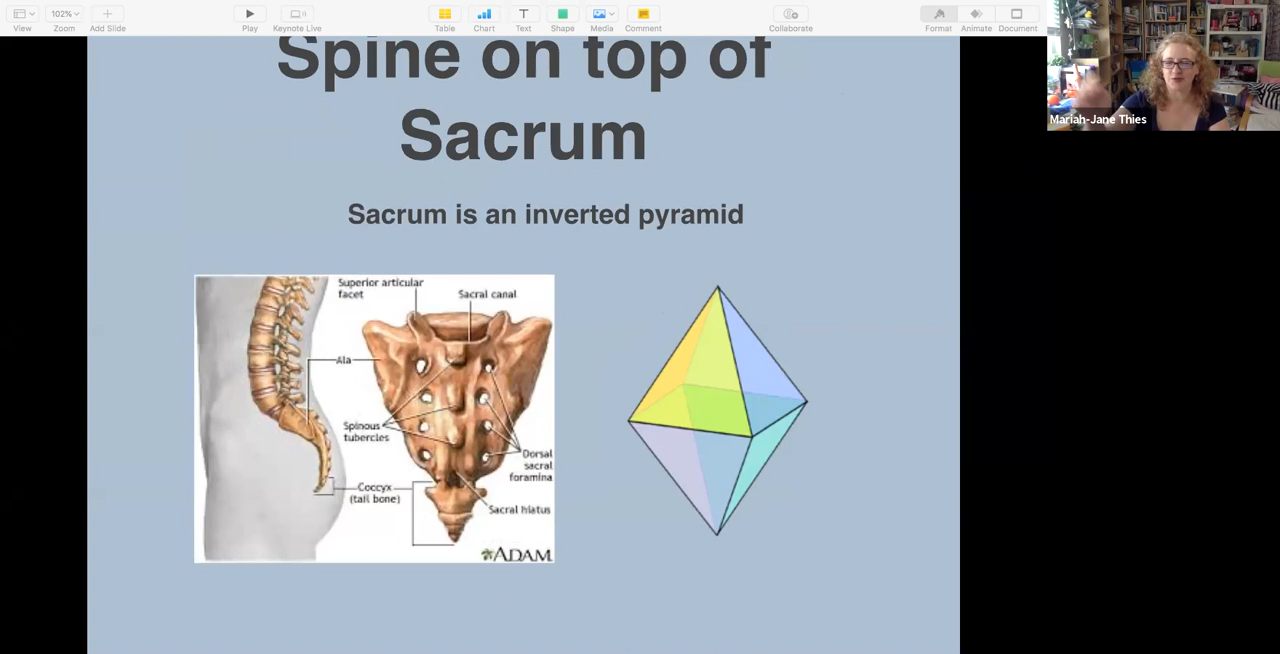 102%
View
Zoom
Add Slide
Play
Keynote Live
Table
Chart
Text
Shape
Media
Comment
Collaborate
Format
Animate
Document
T
Mariah-Jane Thies
Spine on top of
Sacrum
Sacrum is an inverted pyramid
Superior articular
facet
Sacral canal
Ala
Spinous
tubercles
Dorsal
sacral
foramina
Coccyx
(tail bone)
Sacral hiatus
ADAM